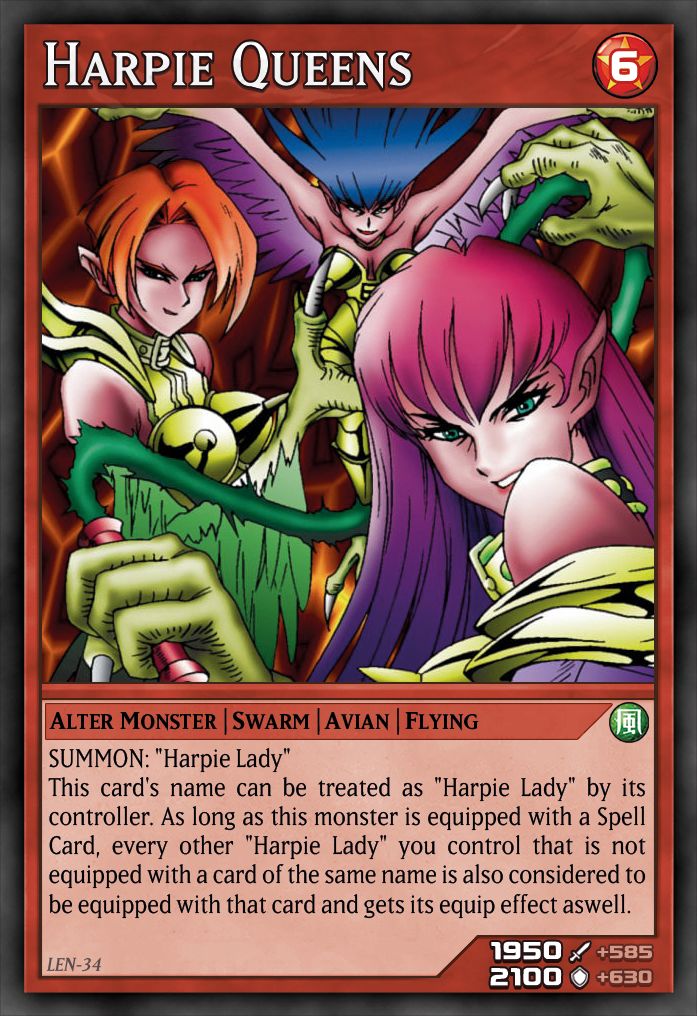 Harpie Queens
6
Alter Monster | Swarm | Avian | Flying
風
SUMMON: "Harpie Lady"
This card's name can be treated as "Harpie Lady" by its
controller. As long as this monster is equipped with a Spell
Card, every other "Harpie Lady" you control that is not
equipped with a card of the same name is also considered to
be equipped with that card and gets its equip effect aswell.
1950 +585
2100 +630
LEN-34